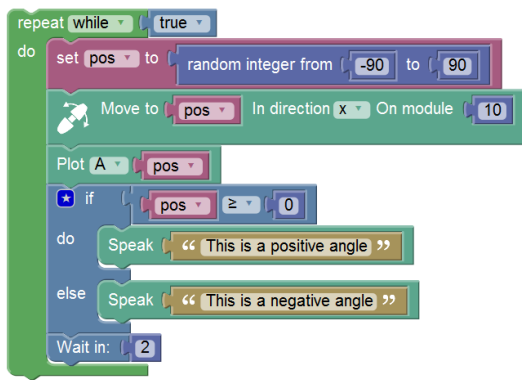 repeat while true
do set pos to random integer from -90 to 90
Move to pos In direction x On module 10
Plot A pos
if pos ≥ 0
do Speak “ This is a positive angle ”
else Speak “ This is a negative angle ”
Wait in: 2